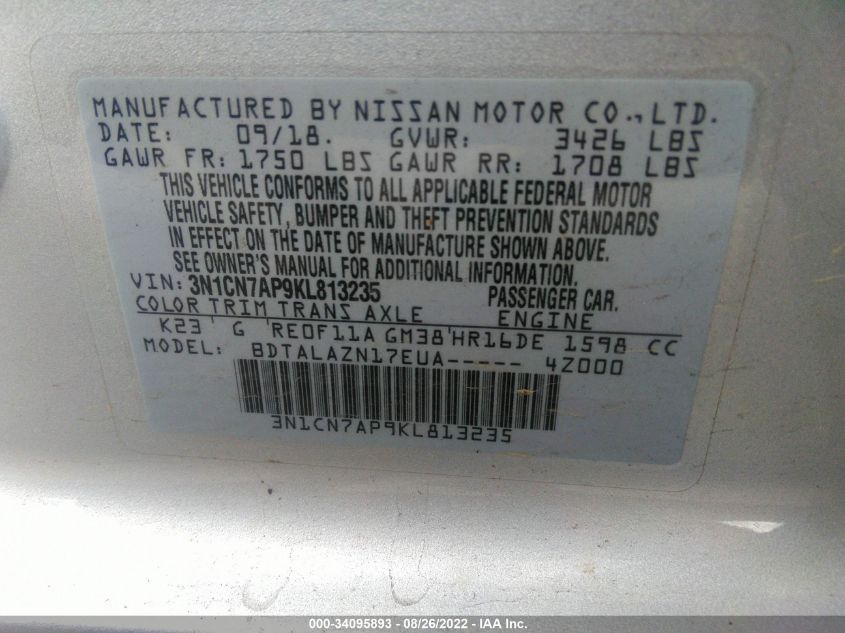 MANUFACTURED BY NISSAN MOTOR CO., LTD.
DATE: 09/18. GVWR: 3426 LBS
GAWR FR: 1750 LBS GAWR RR: 1708 LBS
THIS VEHICLE CONFORMS TO ALL APPLICABLE FEDERAL MOTOR
VEHICLE SAFETY, BUMPER AND THEFT PREVENTION STANDARDS
IN EFFECT ON THE DATE OF MANUFACTURE SHOWN ABOVE.
SEE OWNER'S MANUAL FOR ADDITIONAL INFORMATION.
VIN: 3N1CN7AP9KL813235 PASSENGER CAR.
COLOR TRIM TRANS AXLE ENGINE
K23' G 'RE0F11A GM38'HR16DE 1598 CC
MODEL: BDTALAZN17EUA----- 4Z000
3N1CN7AP9KL813235
000-34095893 - 08/26/2022 - IAA Inc.